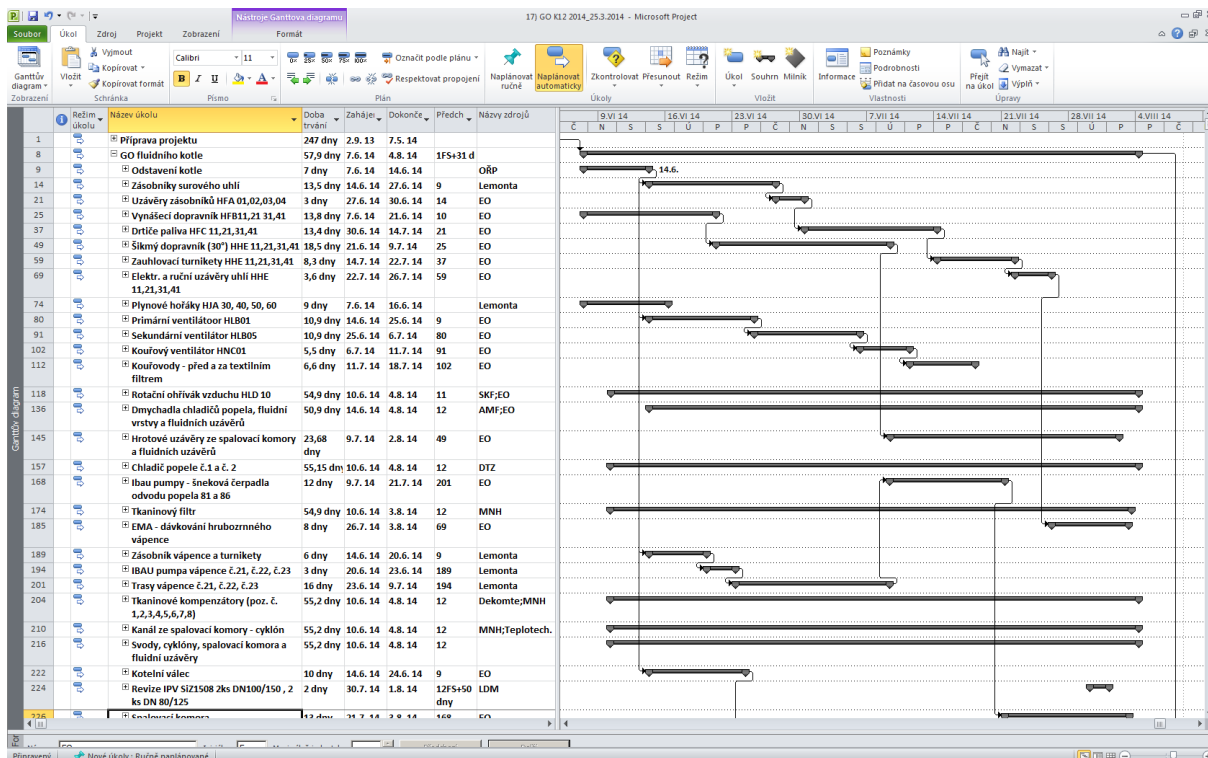 Nástroje Ganttova diagramu
17) GO K12 2014_25.3.2014 - Microsoft Project
Soubor Úkol Zdroj Projekt Zobrazení Formát
Ganttův diagram
Zobrazení
Vložit
Vyjmout
Kopírovat
Kopírovat formát
Schránka
Calibri 11
B I U
Písmo
0× 25× 50× 75× 100×
Označit podle plánu
Respektovat propojení
Plán
Naplánovat ručně
Naplánovat automaticky
Zkontrolovat Přesunout Režim
Úkoly
Úkol Souhrn Milník
Vložit
Informace
Poznámky
Podrobnosti
Přidat na časovou osu
Vlastnosti
Přejít na úkol
Najít
Vymazat
Výplň
Úpravy
Režim úkolu Název úkolu Doba trvání Zahájei Dokonče Předch Názvy zdrojů
9.VI 14 16.VI 14 23.VI 14 30.VI 14 7.VII 14 14.VII 14 21.VII 14 28.VII 14 4.VIII 14
Č N S Ú P P Č N S Ú P P Č N S Ú P P Č
1 Příprava projektu 247 dny 2.9. 13 7.5. 14
8 GO fluidního kotle 57,9 dny 7.6. 14 4.8. 14 1FS+31 d
9 Odstavení kotle 7 dny 7.6. 14 14.6. 14 OŘP
14.6.
14 Zásobníky surového uhlí 13,5 dny 14.6. 14 27.6. 14 9 Lemonta
21 Uzávěry zásobníků HFA 01,02,03,04 3 dny 27.6. 14 30.6. 14 14 EO
25 Vynášecí dopravník HFB11,21 31,41 13,8 dny 7.6. 14 21.6. 14 10 EO
37 Drtiče paliva HFC 11,21,31,41 13,4 dny 30.6. 14 14.7. 14 21 EO
49 Šikmý dopravník (30°) HHE 11,21,31,41 18,5 dny 21.6. 14 9.7. 14 25 EO
59 Zauhlovací turnikety HHE 11,21,31,41 8,3 dny 14.7. 14 22.7. 14 37 EO
69 Elektr. a ruční uzávěry uhlí HHE 11,21,31,41 3,6 dny 22.7. 14 26.7. 14 59 EO
74 Plynové hořáky HJA 30, 40, 50, 60 9 dny 7.6. 14 16.6. 14 Lemonta
80 Primární ventilátoor HLB01 10,9 dny 14.6. 14 25.6. 14 9 EO
91 Sekundární ventilátor HLB05 10,9 dny 25.6. 14 6.7. 14 80 EO
102 Kouřový ventilátor HNC01 5,5 dny 6.7. 14 11.7. 14 91 EO
112 Kouřovody - před a za textilním filtrem 6,6 dny 11.7. 14 18.7. 14 102 EO
118 Rotační ohřívák vzduchu HLD 10 54,9 dny 10.6. 14 4.8. 14 11 SKF;EO
136 Dmychadla chladičů popela, fluidní vrstvy a fluidních uzávěrů 50,9 dny 14.6. 14 4.8. 14 12 AMF;EO
145 Hrotové uzávěry ze spalovací komory a fluidních uzávěrů 23,68 dny 9.7. 14 2.8. 14 49 EO
157 Chladič popele č.1 a č. 2 55,15 dny 10.6. 14 4.8. 14 12 DTZ
168 Ibau pumpy - šneková čerpadla odvodu popela 81 a 86 12 dny 9.7. 14 21.7. 14 201 EO
174 Tkaninový filtr 54,9 dny 10.6. 14 3.8. 14 12 MNH
185 EMA - dávkování hrubozrnného vápence 8 dny 26.7. 14 3.8. 14 69 EO
189 Zásobník vápence a turnikety 6 dny 14.6. 14 20.6. 14 9 Lemonta
194 IBAU pumpa vápence č.21, č.22, č.23 3 dny 20.6. 14 23.6. 14 189 Lemonta
201 Trasy vápence č.21, č.22, č.23 16 dny 23.6. 14 9.7. 14 194 Lemonta
204 Tkaninové kompenzátory (poz. č. 1,2,3,4,5,6,7,8) 55,2 dny 10.6. 14 4.8. 14 12 Dekomte;MNH
210 Kanál ze spalovací komory - cyklón 55,2 dny 10.6. 14 4.8. 14 12 MNH;Teplotech.
216 Svody, cyklóny, spalovací komora a fluidní uzávěry 55,2 dny 10.6. 14 4.8. 14 12
222 Kotelní válec 10 dny 14.6. 14 24.6. 14 9 EO
224 Revize IPV SiZ1508 2ks DN100/150 , 2 ks DN 80/125 2 dny 30.7. 14 1.8. 14 12FS+50 dny LDM
226 Spalovací komora 13 dny 21.7. 14 3.8. 14 168 EO
Ganttův diagram
Připravený Nové úkoly : Ručně naplánované